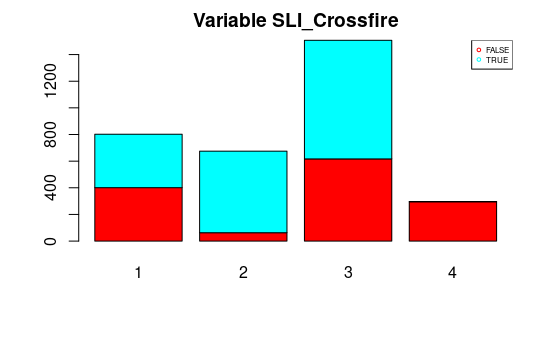 Variable SLI_Crossfire
FALSE
TRUE
1200
800
400
0
1 2 3 4